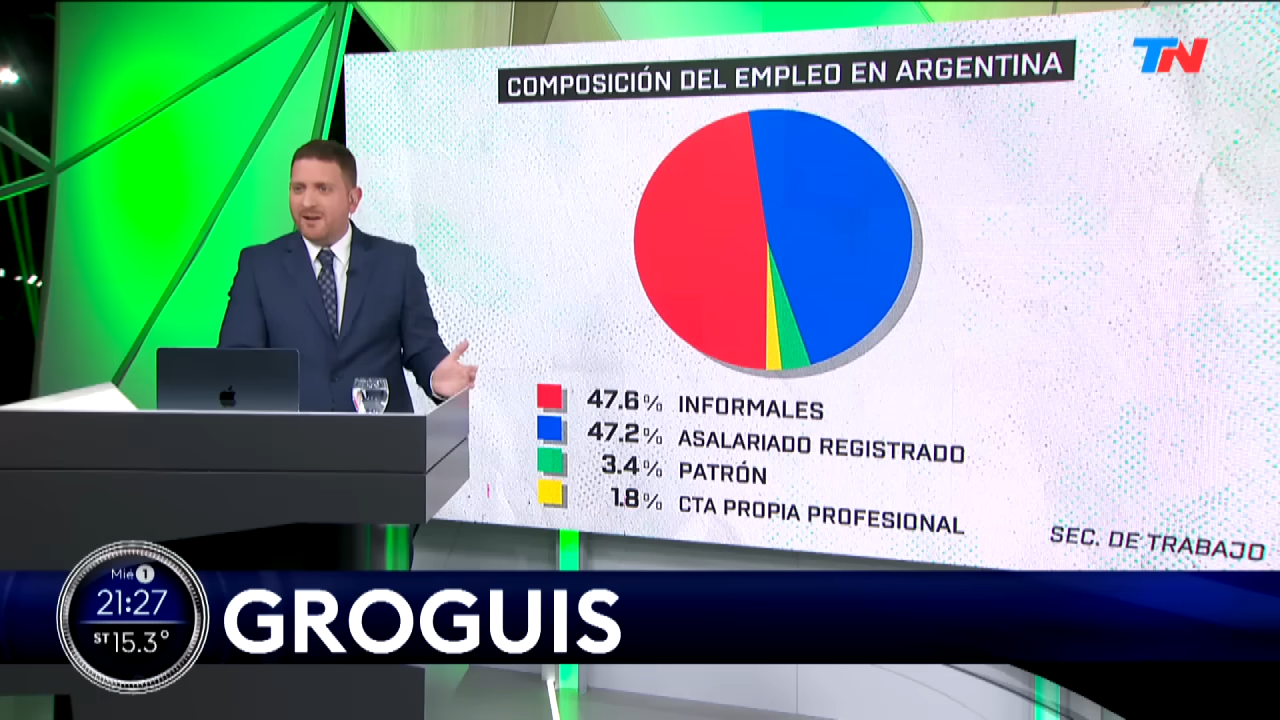 TN
COMPOSICIÓN DEL EMPLEO EN ARGENTINA
47.6% INFORMALES
47.2% ASALARIADO REGISTRADO
3.4% PATRÓN
1.8% CTA PROPIA PROFESIONAL
SEC. DE TRABAJO
Mié 1
21:27
ST 15.3°
GROGUIS